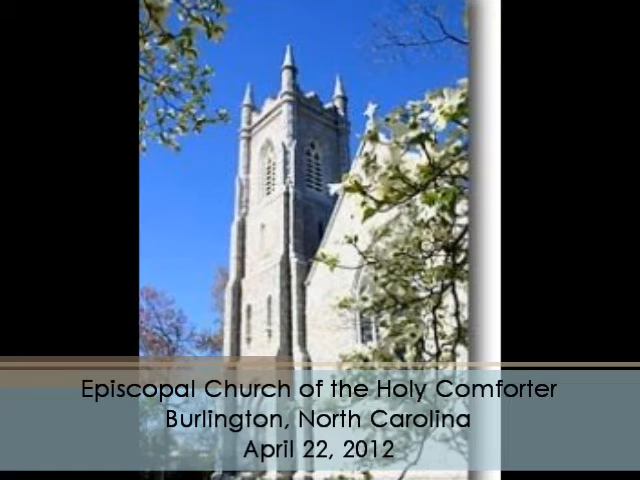 Episcopal Church of the Holy Comforter
Burlington, North Carolina
April 22, 2012